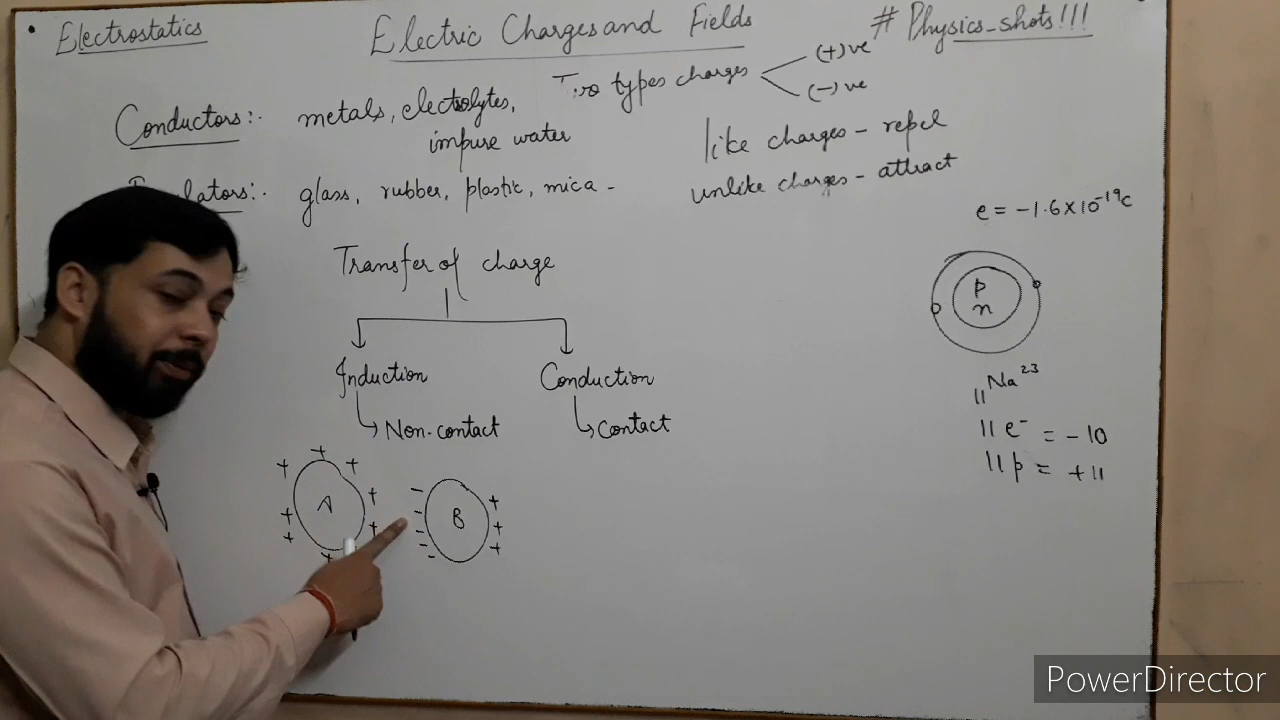 • Electrostatics
Electric Charges and Fields
# Physics_shots!!!
Conductors:- metals, electrolytes,
impure water
Two types charges
(+)ve
(-)ve
like charges - repel
unlike charges - attract
lators:- glass, rubber, plastic, mica -
e = -1.6×10⁻¹⁹c
Transfer of charge
Induction
Conduction
Non-contact
Contact
p
n
₁₁Na²³
11 e⁻ = -10
11 p = +11
+ + + + + + + + +
A
- - - - -
B
+ + +
PowerDirector